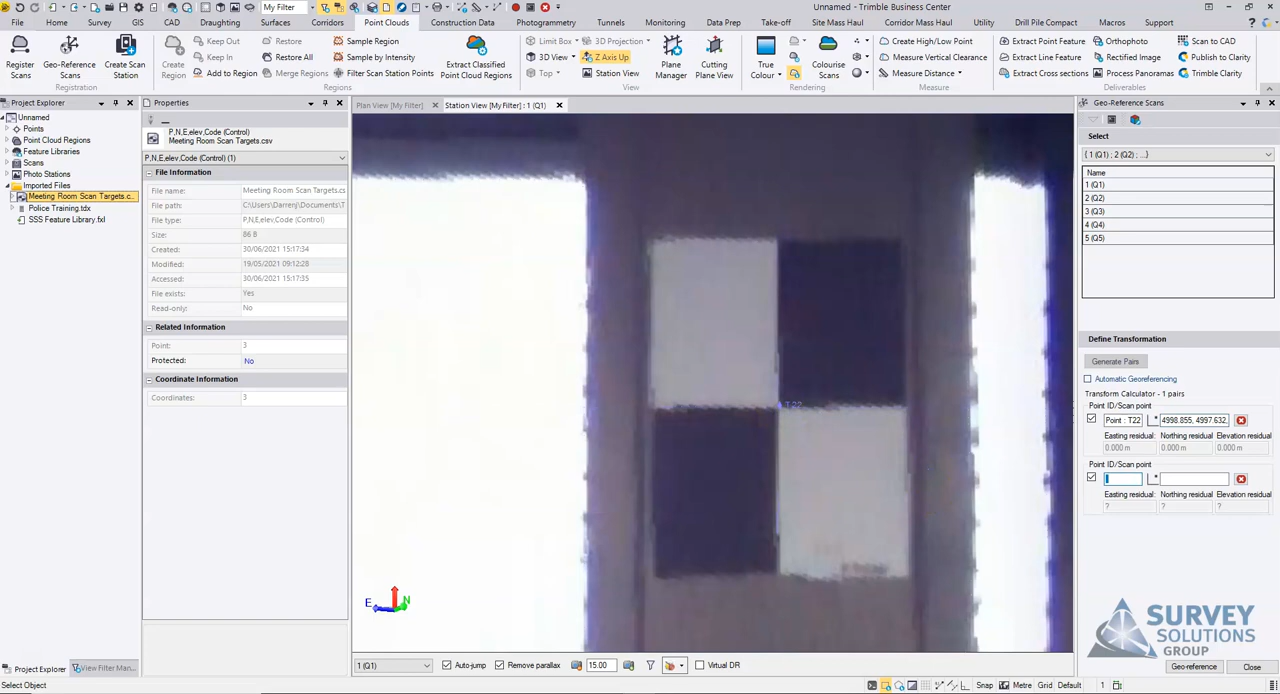 My Filter
Unnamed - Trimble Business Center
File Home Survey GIS CAD Draughting Surfaces Corridors Point Clouds Construction Data Photogrammetry Tunnels Monitoring Data Prep Take-off Site Mass Haul Corridor Mass Haul Utility Drill Pile Compact Macros Support
Register Scans
Geo-Reference Scans
Create Scan Station
Registration
Create Region
Keep Out
Keep In
Add to Region
Restore
Restore All
Merge Regions
Sample Region
Sample by Intensity
Filter Scan Station Points
Extract Classified Point Cloud Regions
Regions
Limit Box
3D View
Top
3D Projection
Z Axis Up
Station View
Plane Manager
Cutting Plane View
View
True Colour
Colourise Scans
Rendering
Create High/Low Point
Measure Vertical Clearance
Measure Distance
Measure
Extract Point Feature
Extract Line Feature
Extract Cross sections
Orthophoto
Rectified Image
Process Panoramas
Scan to CAD
Publish to Clarity
Trimble Clarity
Deliverables
Project Explorer
Unnamed
Points
Point Cloud Regions
Feature Libraries
Scans
Photo Stations
Imported Files
Meeting Room Scan Targets.c...
Police Training.tdx
SSS Feature Library.fxl
Project Explorer
View Filter Man...
Properties
P,N,E,elev,Code (Control)
Meeting Room Scan Targets.csv
P,N,E,elev,Code (Control) (1)
File Information
File name: Meeting Room Scan Targets.cs
File path: C:\Users\Darrenj\Documents\T
File type: P,N,E,elev,Code (Control)
Size: 86 B
Created: 30/06/2021 15:17:34
Modified: 19/05/2021 09:12:28
Accessed: 30/06/2021 15:17:35
File exists: Yes
Read-only: No
Related Information
Point: 3
Protected: No
Coordinate Information
Coordinates: 3
Plan View [My Filter]
Station View [My Filter] : 1 (Q1)
T22
E
N
1 (Q1)
Auto-jump
Remove parallax
15.00
Virtual DR
Geo-Reference Scans
Select
{ 1 (Q1) ; 2 (Q2) ; ...}
Name
1 (Q1)
2 (Q2)
3 (Q3)
4 (Q4)
5 (Q5)
Define Transformation
Generate Pairs
Automatic Georeferencing
Transform Calculator - 1 pairs
Point ID/Scan point
Point : T22 4998.855, 4997.632,
Easting residual: Northing residual: Elevation residual:
0.000 m 0.000 m 0.000 m
Point ID/Scan point
Easting residual: Northing residual: Elevation residual:
? ? ?
SURVEY
SOLUTIONS
GROUP
Geo-reference Close
Select Object
Snap Metre Grid Default 1